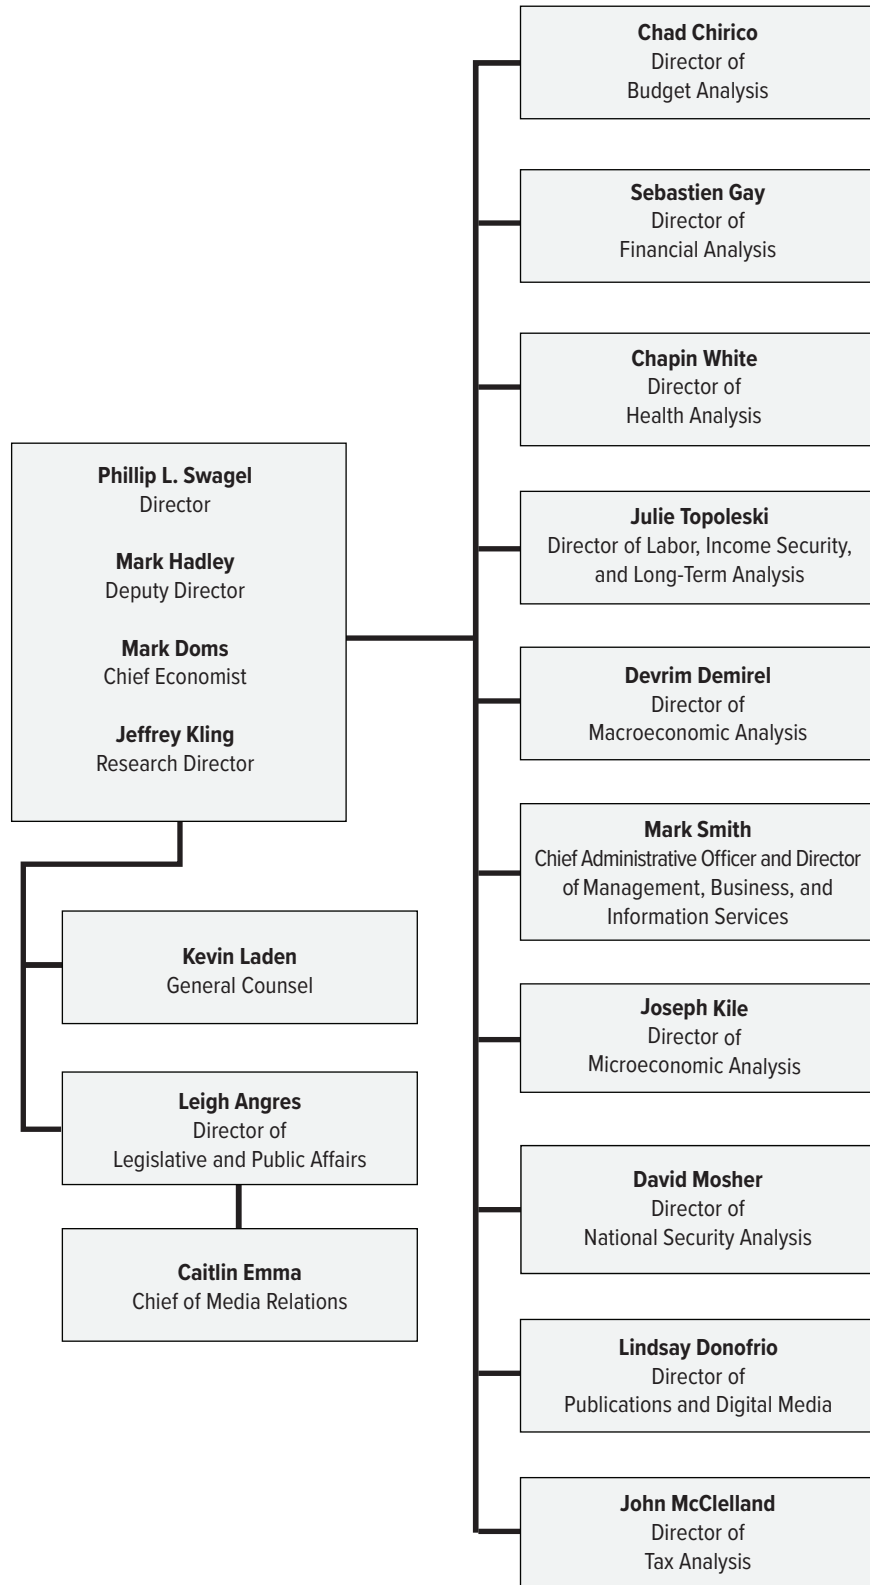 Phillip L. Swagel
Director
Mark Hadley
Deputy Director
Mark Doms
Chief Economist
Jeffrey Kling
Research Director
Kevin Laden
General Counsel
Leigh Angres
Director of
Legislative and Public Affairs
Caitlin Emma
Chief of Media Relations
Chad Chirico
Director of
Budget Analysis
Sebastien Gay
Director of
Financial Analysis
Chapin White
Director of
Health Analysis
Julie Topoleski
Director of Labor, Income Security,
and Long-Term Analysis
Devrim Demirel
Director of
Macroeconomic Analysis
Mark Smith
Chief Administrative Officer and Director
of Management, Business, and
Information Services
Joseph Kile
Director of
Microeconomic Analysis
David Mosher
Director of
National Security Analysis
Lindsay Donofrio
Director of
Publications and Digital Media
John McClelland
Director of
Tax Analysis